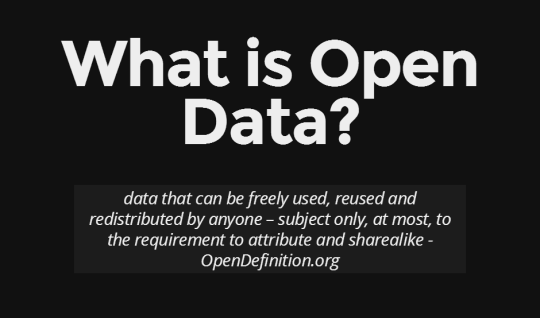 What is Open
Data?
data that can be freely used, reused and
redistributed by anyone – subject only, at most, to
the requirement to attribute and sharealike -
OpenDefinition.org